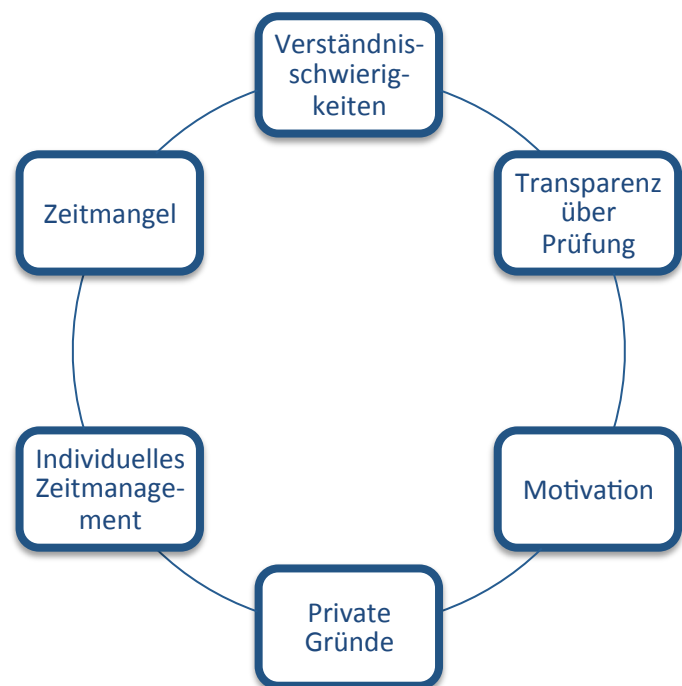 Verständnis-
schwierig-
keiten
Transparenz
über
Prüfung
Motivation
Private
Gründe
Individuelles
Zeitmanage-
ment
Zeitmangel